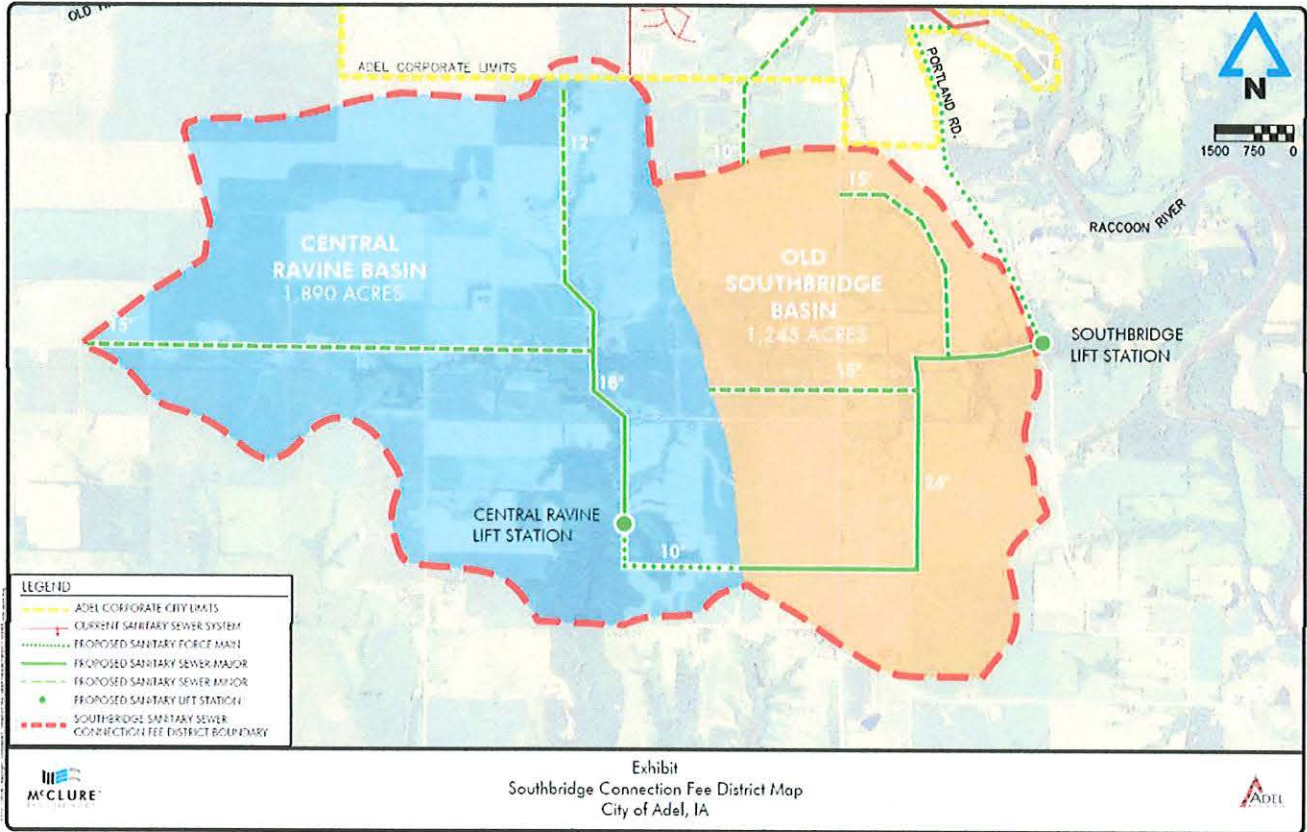 OLD
ADEL CORPORATE LIMITS
PORTLAND RD.
N
1500 750 0
RACCOON RIVER
12"
10"
15"
CENTRAL
RAVINE BASIN
1,890 ACRES
OLD
SOUTHBRIDGE
BASIN
1,245 ACRES
15"
SOUTHBRIDGE
LIFT STATION
18"
CENTRAL RAVINE
LIFT STATION
10"
LEGEND
ADEL CORPORATE CITY LIMITS
CURRENT SANITARY SEWER SYSTEM
PROPOSED SANITARY FORCE MAIN
PROPOSED SANITARY SEWER-MAJOR
PROPOSED SANITARY SEWER-MINOR
PROPOSED SANITARY LIFT STATION
SOUTHBRIDGE SANITARY SEWER
CONNECTION FEE DISTRICT BOUNDARY
McCLURE
Exhibit
Southbridge Connection Fee District Map
City of Adel, IA
ADEL